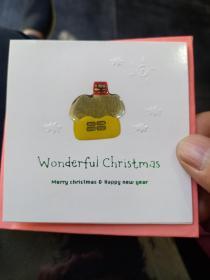 Wonderful Christmas
Merry christmas & Happy new year